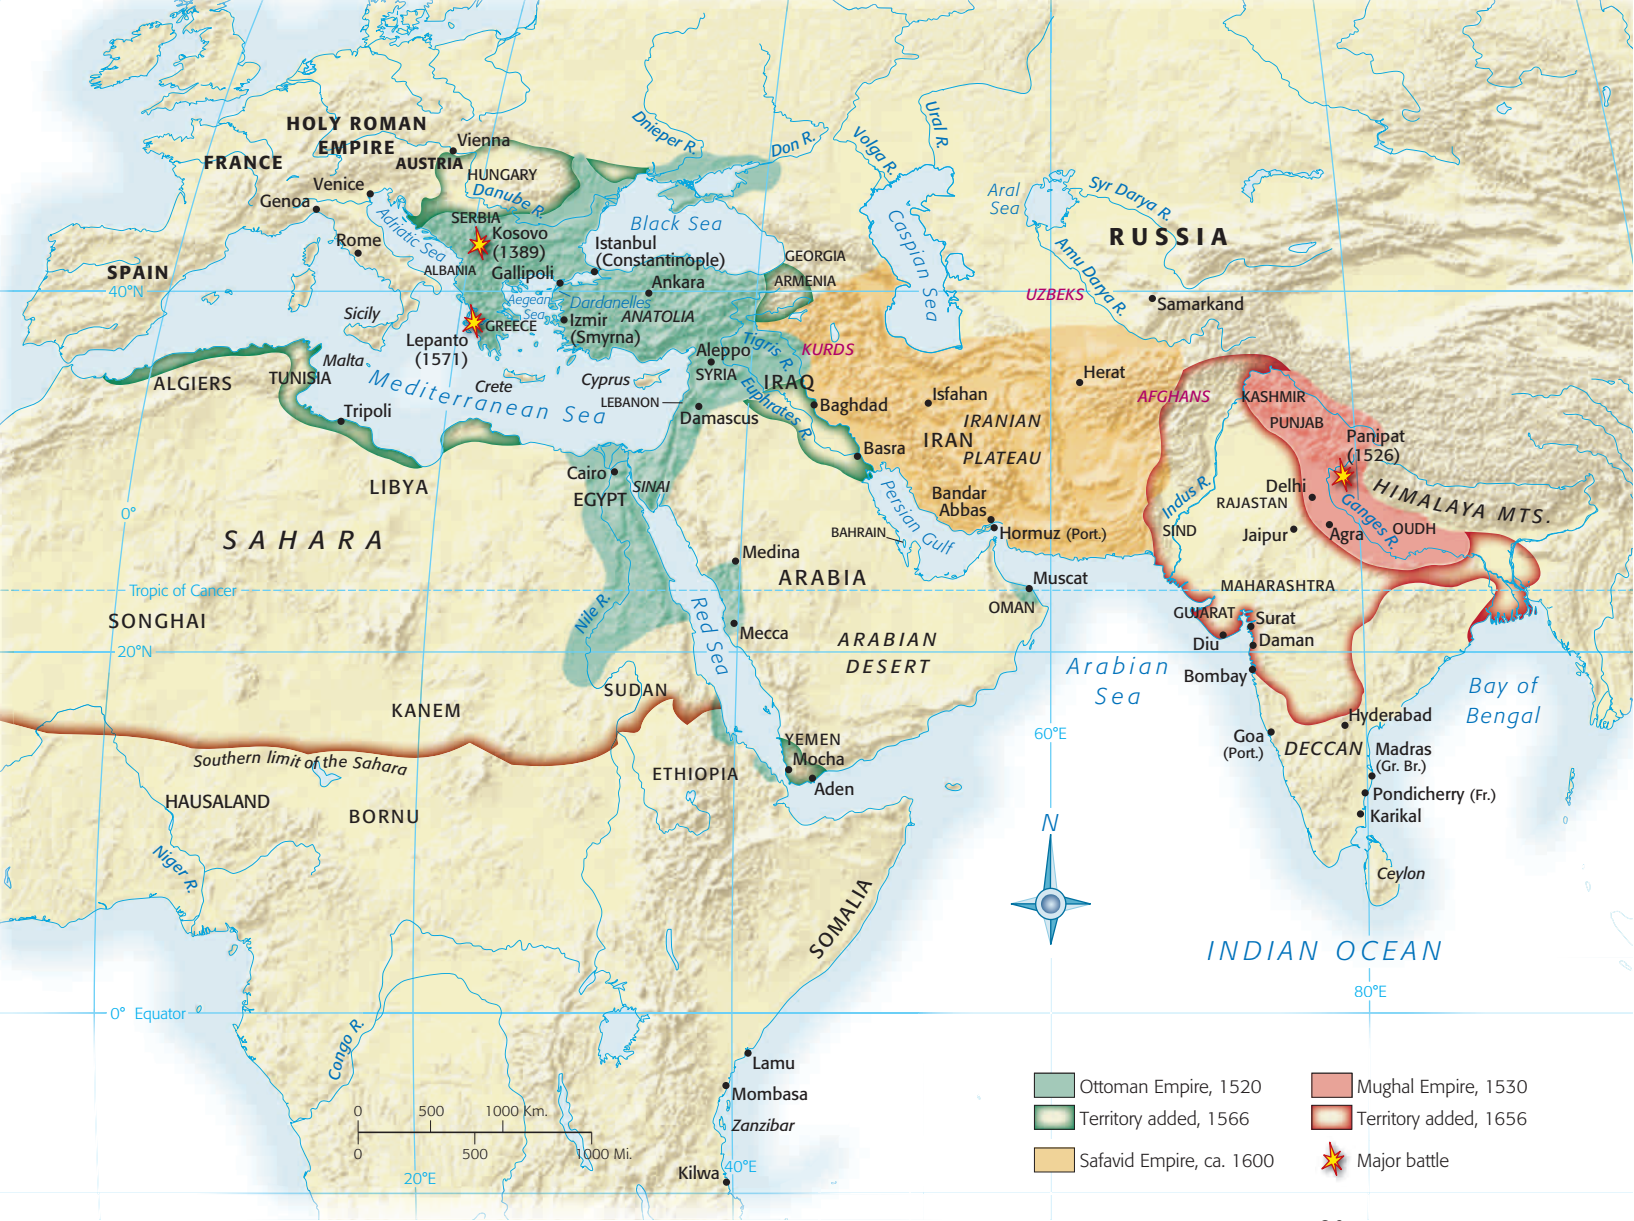 HOLY ROMAN
EMPIRE
FRANCE
AUSTRIA
Vienna
HUNGARY
Danube R.
Venice
Genoa
Adriatic Sea
SERBIA
Kosovo
(1389)
Rome
SPAIN
40°N
ALBANIA
Gallipoli
Istanbul
(Constantinople)
Black Sea
Dnieper R.
Don R.
Volga R.
Ural R.
Aral
Sea
Syr Darya R.
Amu Darya R.
RUSSIA
Caspian Sea
GEORGIA
ARMENIA
Ankara
Aegean
Sea
Dardanelles
ANATOLIA
Izmir
(Smyrna)
GREECE
Lepanto
(1571)
Sicily
Malta
UZBEKS
Samarkand
KURDS
Tigris R.
Aleppo
SYRIA
IRAQ
Euphrates R.
Baghdad
Isfahan
Herat
IRANIAN
PLATEAU
IRAN
AFGHANS
KASHMIR
PUNJAB
Panipat
(1526)
ALGIERS
TUNISIA
Tripoli
Mediterranean Sea
Crete
Cyprus
LEBANON
Damascus
Basra
Cairo
SINAI
EGYPT
LIBYA
0°
SAHARA
Persian Gulf
Bandar
Abbas
Hormuz (Port.)
BAHRAIN
Indus R.
SIND
Delhi
RAJASTAN
Jaipur
Agra
Ganges R.
OUDH
HIMALAYA MTS.
Medina
ARABIA
Muscat
OMAN
Tropic of Cancer
SONGHAI
Nile R.
Red Sea
Mecca
ARABIAN
DESERT
20°N
MAHARASHTRA
GUJARAT
Surat
Diu
Daman
Bombay
Arabian
Sea
Bay of
Bengal
SUDAN
KANEM
Southern limit of the Sahara
60°E
Hyderabad
Goa
(Port.)
DECCAN
Madras
(Gr. Br.)
Pondicherry (Fr.)
Karikal
Ceylon
YEMEN
Mocha
Aden
ETHIOPIA
HAUSALAND
BORNU
Niger R.
SOMALIA
N
INDIAN OCEAN
80°E
0° Equator
Congo R.
Lamu
Mombasa
Zanzibar
Kilwa
40°E
20°E
0 500 1000 Km.
0 500 1000 Mi.
Ottoman Empire, 1520
Territory added, 1566
Safavid Empire, ca. 1600
Mughal Empire, 1530
Territory added, 1656
Major battle